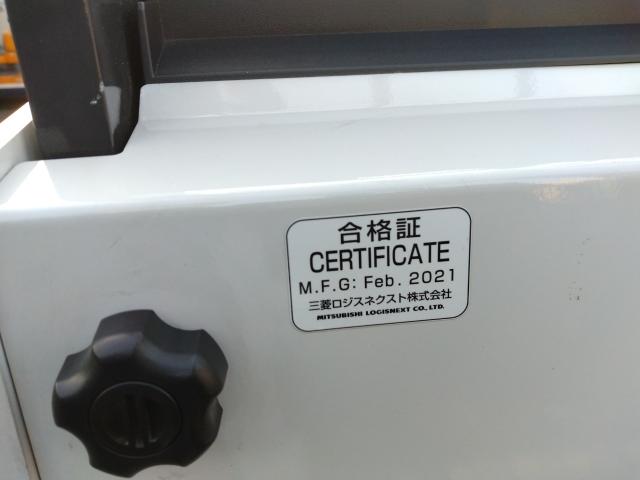 合格証
CERTIFICATE
M.F.G: Feb. 2021
三菱ロジスネクスト株式会社
MITSUBISHI LOGISNEXT CO., LTD.